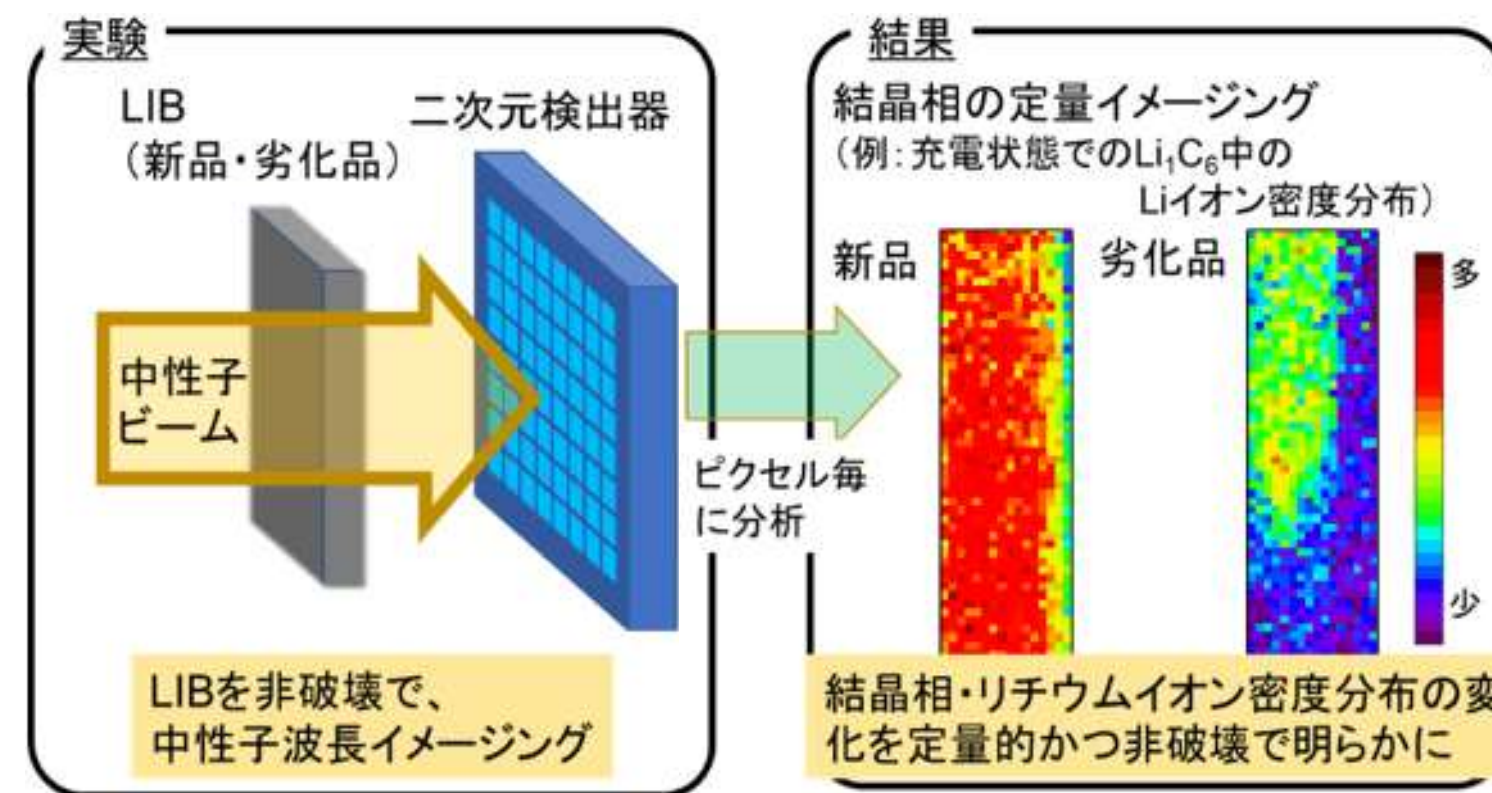 実験
LIB
（新品・劣化品）
二次元検出器
中性子
ビーム
LIBを非破壊で、
中性子波長イメージング
ピクセル毎
に分析
結果
結晶相の定量イメージング
（例：充電状態でのLi₁C₆中の
Liイオン密度分布）
新品
劣化品
多
少
結晶相・リチウムイオン密度分布の変
化を定量的かつ非破壊で明らかに